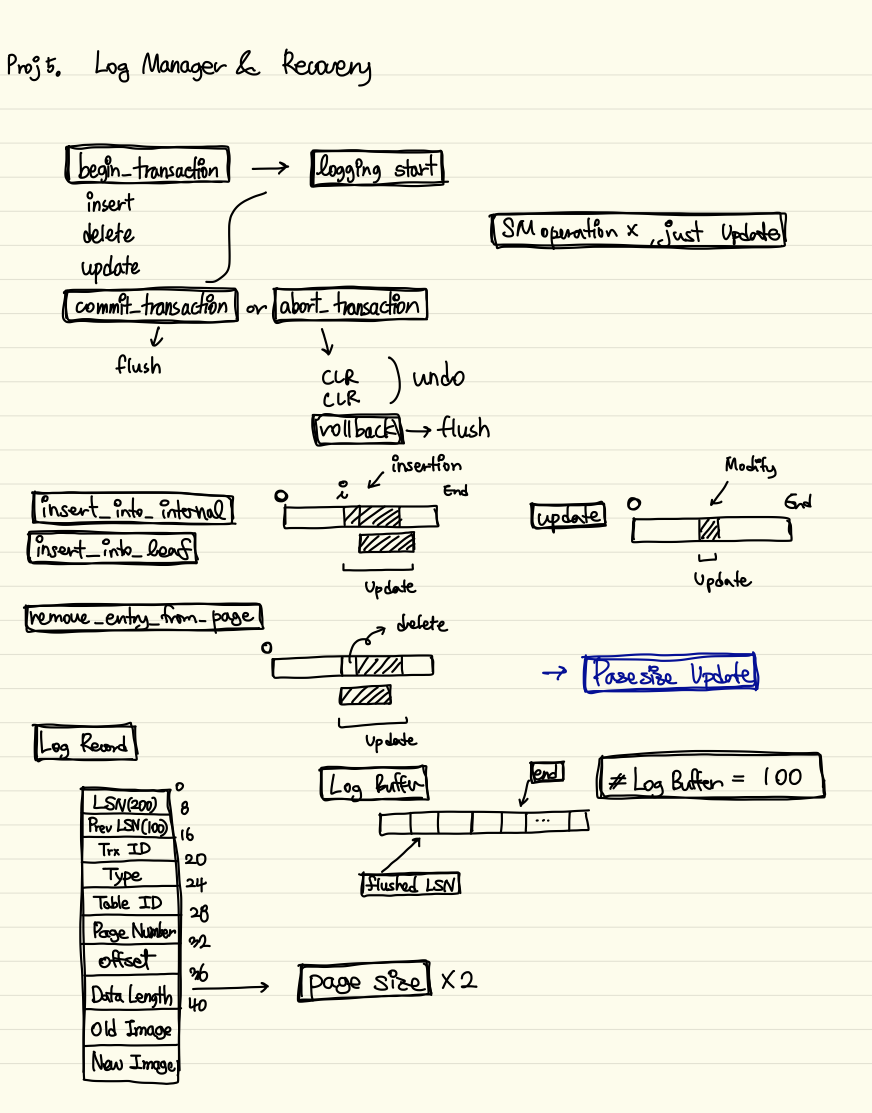 Proj 5. Log Manager & Recovery
begin_transaction → logging start
insert
delete
update
SM operation x ,, just Update
commit_transaction or abort_transaction
flush
CLR
CLR
undo
rollback → flush
insert_into_internal
insert_into_leaf
0 i insertion End
Update
update
0 Modify End
Update
remove_entry_from_page
0 delete
Update
→ Pagesize Update
Log Record
LSN(200)
Prev LSN(100)
Trx ID
Type
Table ID
Page Number
offset
Data Length
Old Image
New Image
0
8
16
20
24
28
32
36
40
page size X2
Log Buffer
end
...
flushed LSN
# Log Buffer = 100